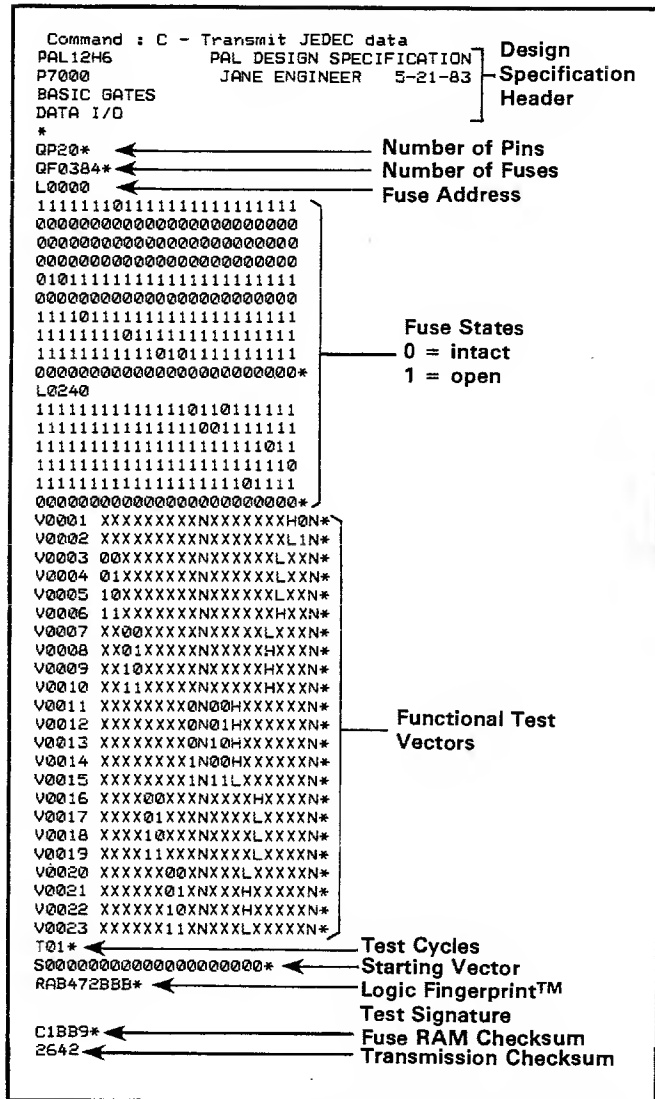 Command : C - Transmit JEDEC data
PAL12H6 PAL DESIGN SPECIFICATION
P7000 JANE ENGINEER 5-21-83
BASIC GATES
DATA I/O
Design
Specification
Header
*
QP20* Number of Pins
QF0384* Number of Fuses
L0000 Fuse Address
111111101111111111111111
000000000000000000000000
000000000000000000000000
000000000000000000000000
010111111111111111111111
000000000000000000000000
111101111111111111111111
111111110111111111111111
111111111110101111111111
000000000000000000000000*
L0240
111111111111110110111111
111111111111111001111111
111111111111111111111011
111111111111111111111110
111111111111111111101111
000000000000000000000000*
Fuse States
0 = intact
1 = open
V0001 XXXXXXXXXNXXXXXXXH0N*
V0002 XXXXXXXXXNXXXXXXXL1N*
V0003 00XXXXXXXNXXXXXXLXXN*
V0004 01XXXXXXXNXXXXXXLXXN*
V0005 10XXXXXXXNXXXXXXLXXN*
V0006 11XXXXXXXNXXXXXXHXXN*
V0007 XX00XXXXXNXXXXXLXXXN*
V0008 XX01XXXXXNXXXXXHXXXN*
V0009 XX10XXXXXNXXXXXHXXXN*
V0010 XX11XXXXXNXXXXXHXXXN*
V0011 XXXXXXXX0N00HXXXXXXN*
V0012 XXXXXXXX0N01HXXXXXXN*
V0013 XXXXXXXX0N10HXXXXXXN*
V0014 XXXXXXXX1N00HXXXXXXN*
V0015 XXXXXXXX1N11LXXXXXXN*
V0016 XXXX00XXXNXXXXHXXXXN*
V0017 XXXX01XXXNXXXXLXXXXN*
V0018 XXXX10XXXNXXXXLXXXXN*
V0019 XXXX11XXXNXXXXLXXXXN*
V0020 XXXXXX00XNXXXLXXXXXN*
V0021 XXXXXX01XNXXXHXXXXXN*
V0022 XXXXXX10XNXXXHXXXXXN*
V0023 XXXXXX11XNXXXLXXXXXN*
Functional Test
Vectors
T01* Test Cycles
S00000000000000000000* Starting Vector
RAB472BBB* Logic Fingerprint™
Test Signature
C1BB9* Fuse RAM Checksum
2642 Transmission Checksum